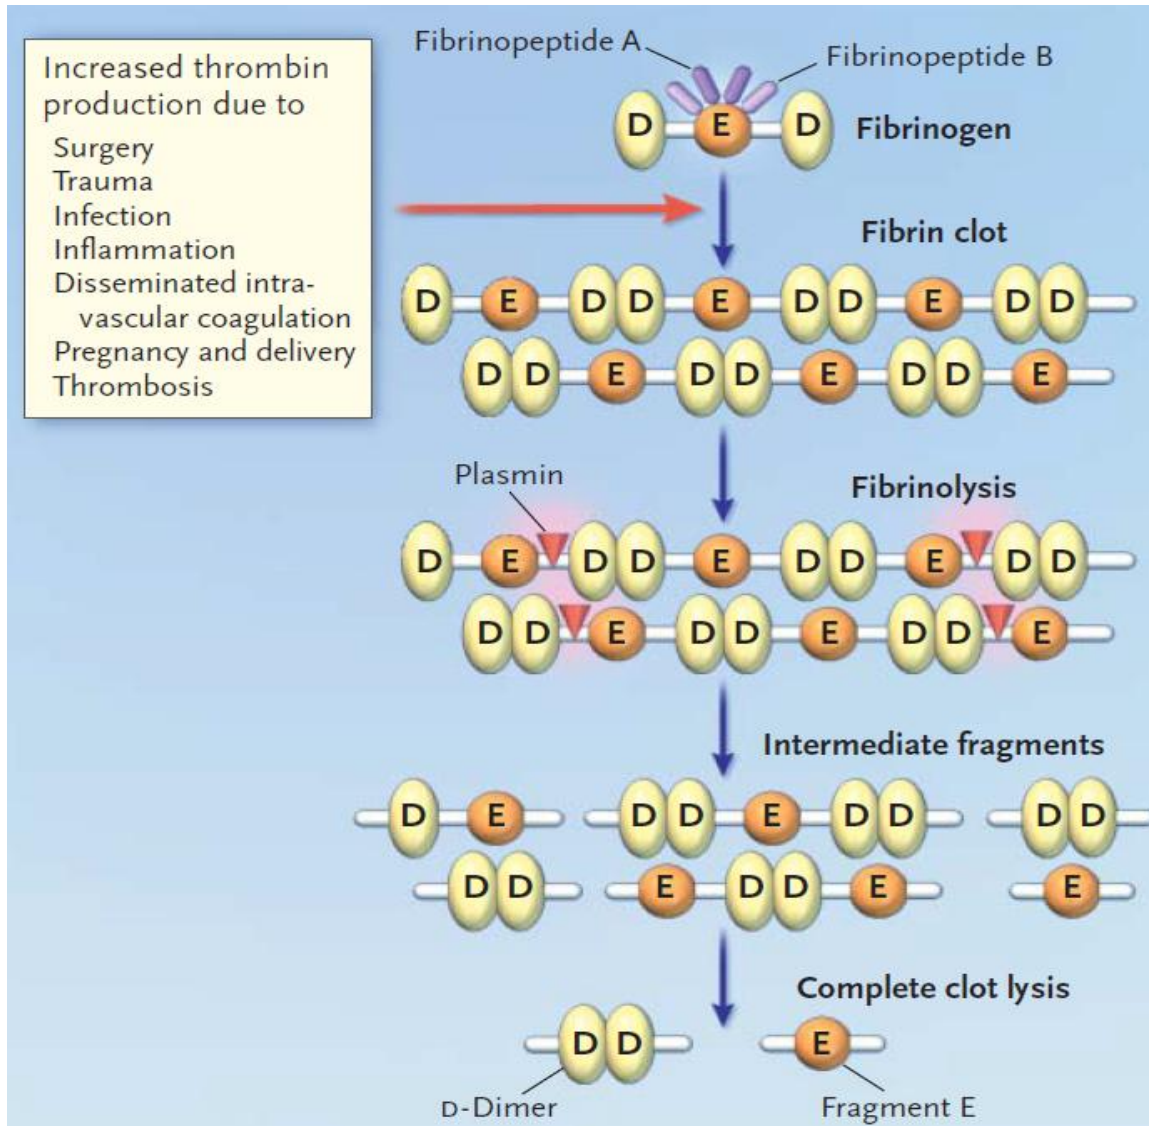 Increased thrombin
production due to
Surgery
Trauma
Infection
Inflammation
Disseminated intra-
vascular coagulation
Pregnancy and delivery
Thrombosis
Fibrinopeptide A
Fibrinopeptide B
D E D
Fibrinogen
Fibrin clot
D E D D E D D E D D
D D E D D E D D E
Plasmin
Fibrinolysis
D E D D E D D E D D
D D E D D E D D E
Intermediate fragments
D E D D E D D D D
D D E D D E E
Complete clot lysis
D D E
D-Dimer
Fragment E